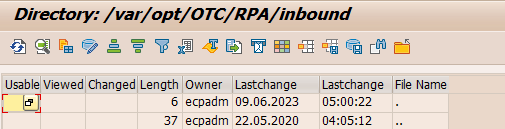 Directory: /var/opt/OTC/RPA/inbound
Usable Viewed Changed Length Owner Lastchange Lastchange File Name
6 ecpadm 09.06.2023 05:00:22 .
37 ecpadm 22.05.2020 04:05:12 ..